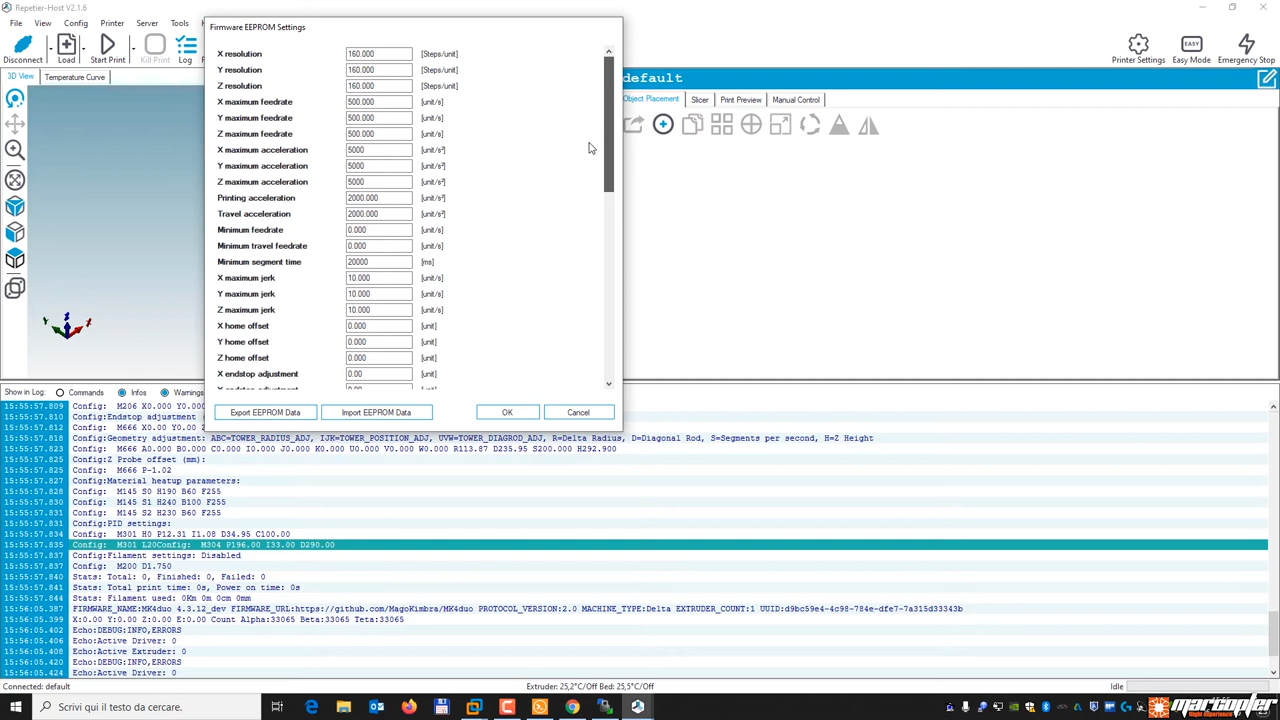 Repetier-Host V2.1.6
File View Config Printer Server Tools
Firmware EEPROM Settings
Disconnect Load Start Print Kill Print Log
Printer Settings Easy Mode Emergency Stop
EASY
3D View Temperature Curve
default
Object Placement Slicer Print Preview Manual Control
X resolution 160.000 [Steps/unit]
Y resolution 160.000 [Steps/unit]
Z resolution 160.000 [Steps/unit]
X maximum feedrate 500.000 [unit/s]
Y maximum feedrate 500.000 [unit/s]
Z maximum feedrate 500.000 [unit/s]
X maximum acceleration 5000 [unit/s²]
Y maximum acceleration 5000 [unit/s²]
Z maximum acceleration 5000 [unit/s²]
Printing acceleration 2000.000 [unit/s²]
Travel acceleration 2000.000 [unit/s²]
Minimum feedrate 0.000 [unit/s]
Minimum travel feedrate 0.000 [unit/s]
Minimum segment time 20000 [ms]
X maximum jerk 10.000 [unit/s]
Y maximum jerk 10.000 [unit/s]
Z maximum jerk 10.000 [unit/s]
X home offset 0.000 [unit]
Y home offset 0.000 [unit]
Z home offset 0.000 [unit]
X endstop adjustment 0.00 [unit]
Export EEPROM Data Import EEPROM Data OK Cancel
Y Z X
Show in Log: Commands Infos Warnings
15:55:57.809 Config: M206 X0.000 Y0.00
15:55:57.820 Config:Endstop adjustment (
15:55:57.822 Config: M666 X0.00 Y0.00 Z
15:55:57.823 Config:Geometry adjustment: ABC=TOWER_RADIUS_ADJ, IJK=TOWER_POSITION_ADJ, UVW=TOWER_DIAGROD_ADJ, R=Delta Radius, D=Diagonal Rod, S=Segments per second, H=Z Height
15:55:57.823 Config: M666 A0.000 B0.000 C0.000 I0.000 J0.000 K0.000 U0.000 V0.000 W0.000 R113.87 D235.95 S200.000 H292.900
15:55:57.825 Config:Z Probe offset (mm):
15:55:57.825 Config: M666 P-1.02
15:55:57.827 Config:Material heatup parameters:
15:55:57.828 Config: M145 S0 H190 B60 F255
15:55:57.830 Config: M145 S1 H240 B100 F255
15:55:57.831 Config: M145 S2 H230 B60 F255
15:55:57.831 Config:PID settings:
15:55:57.834 Config: M301 H0 P12.31 I1.08 D34.95 C100.00
15:55:57.835 Config: M301 L20Config: M304 P196.00 I33.00 D290.00
15:55:57.837 Config:Filament settings: Disabled
15:55:57.837 Config: M200 D1.750
15:55:57.840 Stats: Total: 0, Finished: 0, Failed: 0
15:55:57.841 Stats: Total print time: 0s, Power on time: 0s
15:55:57.844 Stats: Filament used: 0Km 0m 0cm 0mm
15:56:05.387 FIRMWARE_NAME:MK4duo 4.3.12_dev FIRMWARE_URL:https://github.com/MagoKimbra/MK4duo PROTOCOL_VERSION:2.0 MACHINE_TYPE:Delta EXTRUDER_COUNT:1 UUID:d9bc59e4-4c98-784e-dfe7-7a315d33343b
15:56:05.399 X:0.00 Y:0.00 Z:0.00 E:0.00 Count Alpha:33065 Beta:33065 Teta:33065
15:56:05.402 Echo:DEBUG:INFO,ERRORS
15:56:05.422 Echo:Active Driver: 0
15:56:05.422 Echo:Active Extruder: 0
15:56:05.422 Echo:DEBUG:INFO,ERRORS
15:56:05.424 Echo:Active Driver: 0
Connected: default Extruder: 25,2°C/Off Bed: 25,5°C/Off Idle
Scrivi qui il testo da cercare.
marcopter